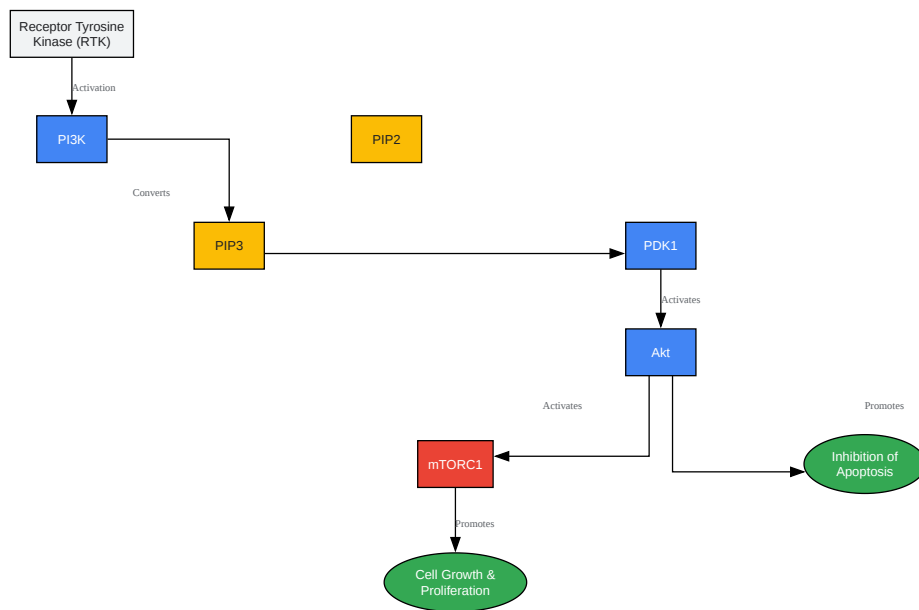 Receptor Tyrosine
Kinase (RTK)
Activation
PI3K
PIP2
Converts
PIP3
PDK1
Activates
Akt
Activates
Promotes
mTORC1
Inhibition of
Apoptosis
Promotes
Cell Growth &
Proliferation